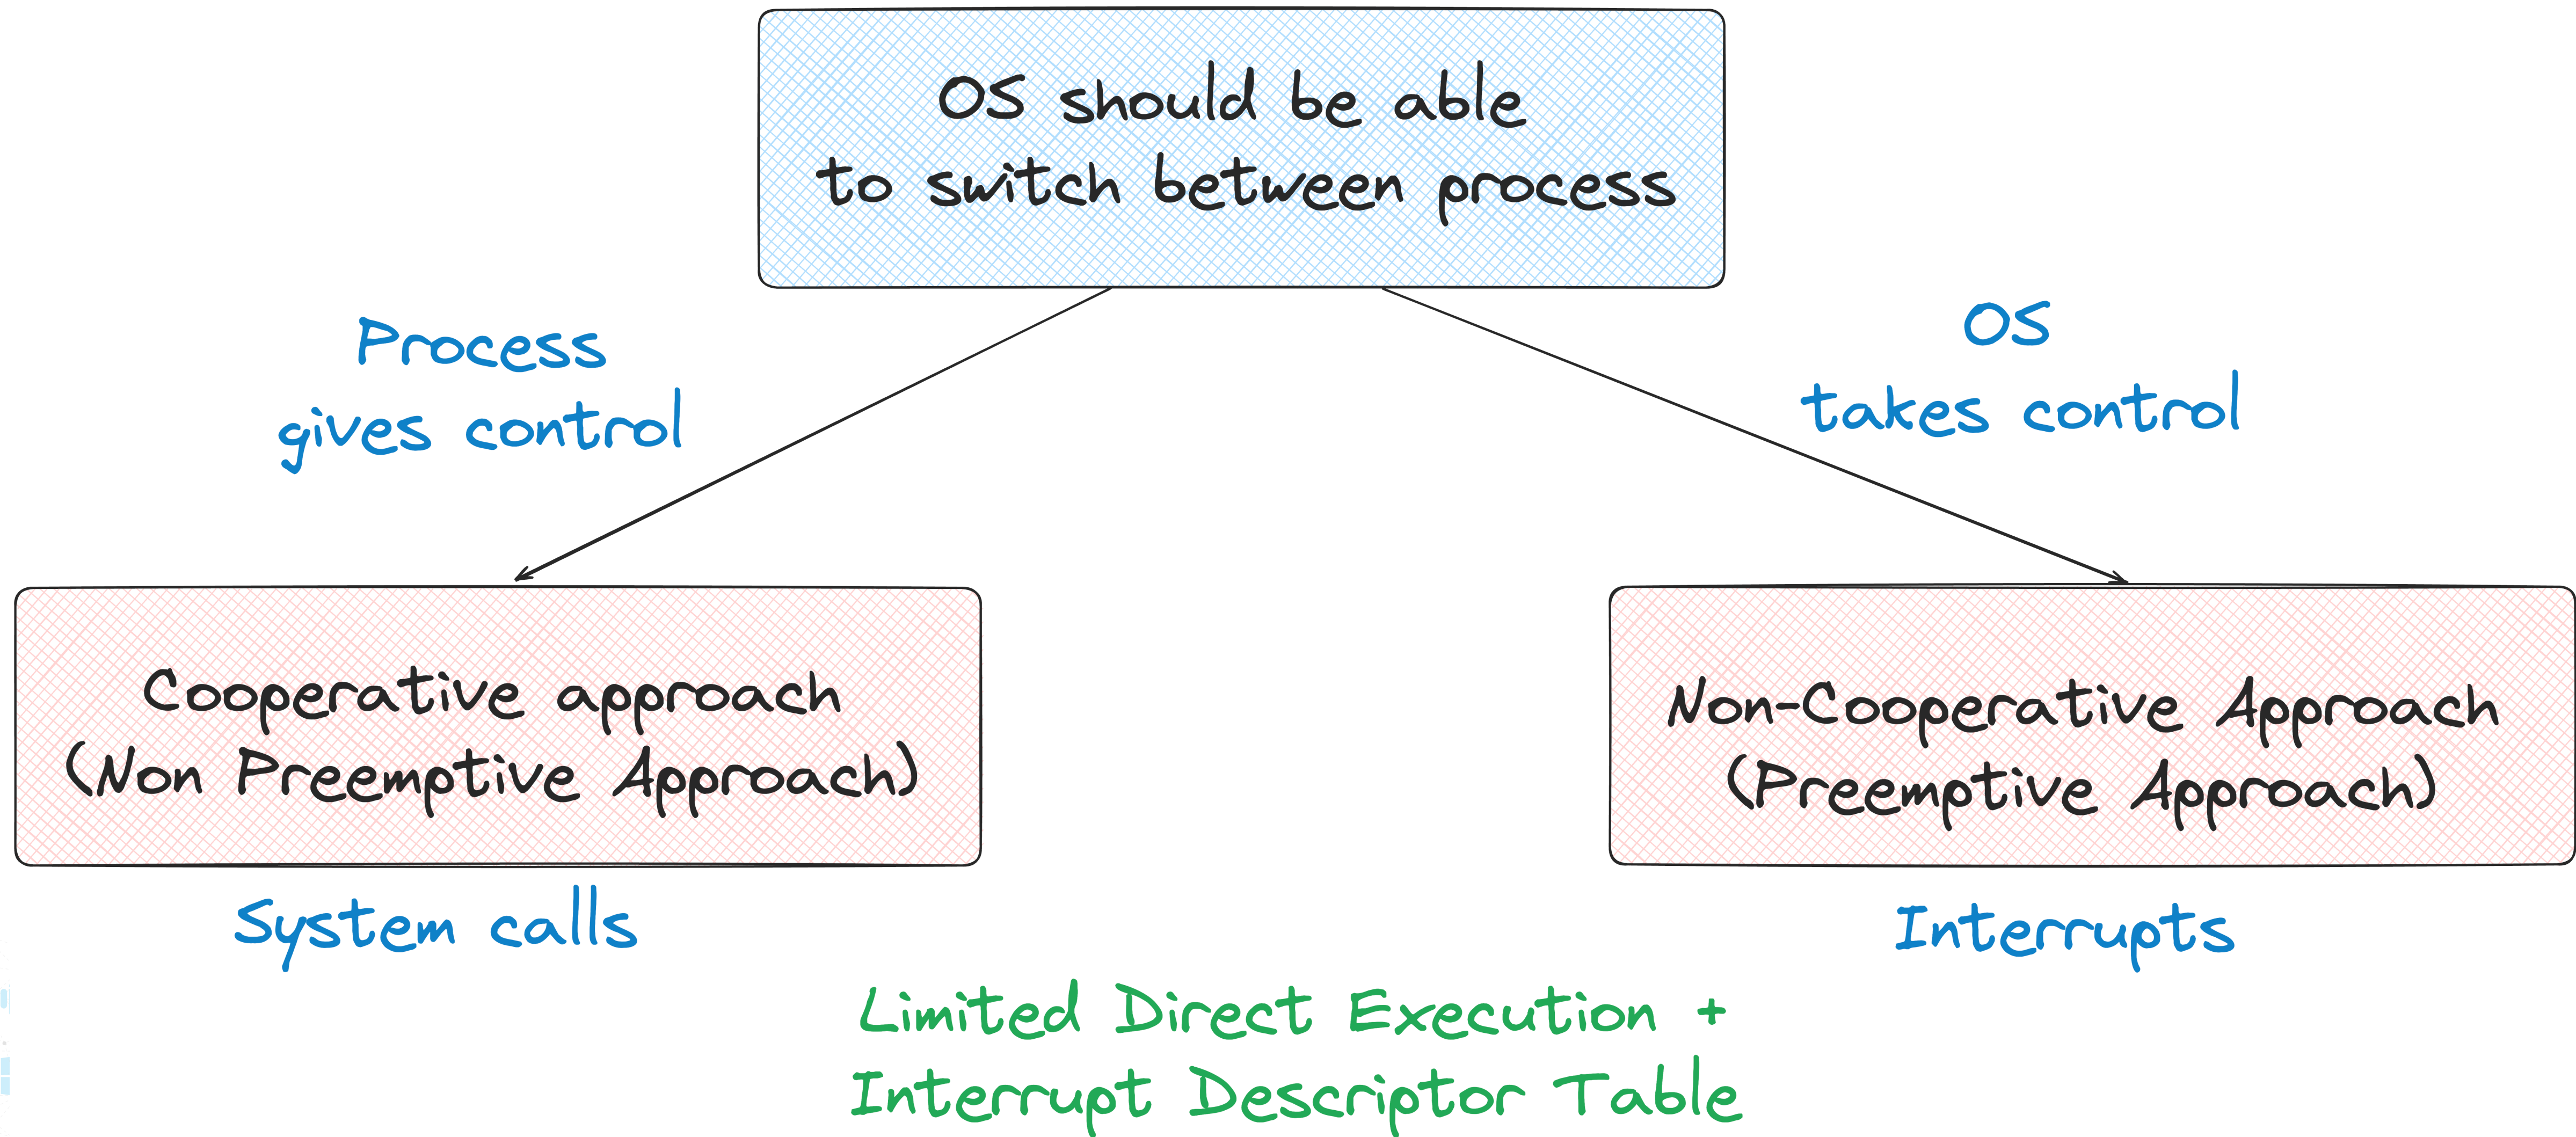 OS should be able
to switch between process
Process
gives control
OS
takes control
Cooperative approach
(Non Preemptive Approach)
Non-Cooperative Approach
(Preemptive Approach)
System calls
Interrupts
Limited Direct Execution +
Interrupt Descriptor Table